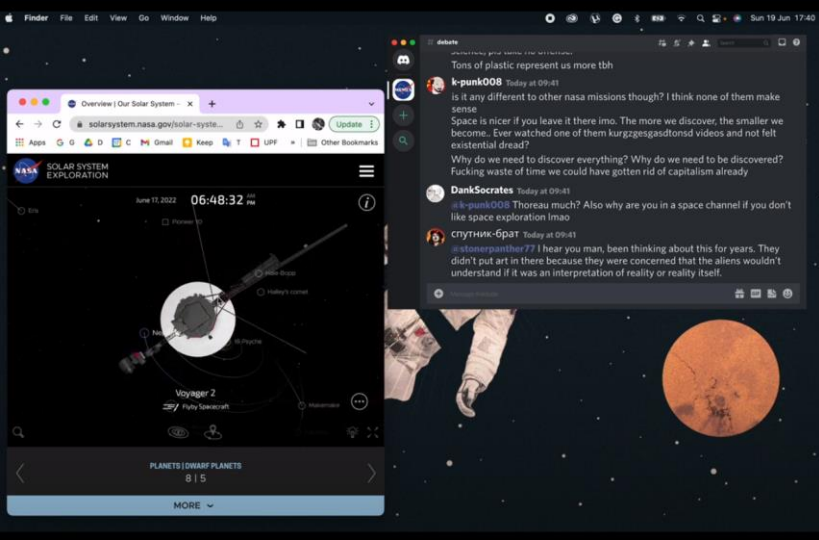 Finder File Edit View Go Window Help
Sun 19 Jun 17:40
Overview | Our Solar System -
solarsystem.nasa.gov/solar-syste...
Update
Apps G D C Gmail Keep T UPF » Other Bookmarks
NASA
SOLAR SYSTEM
EXPLORATION
June 17, 2022 06:48:32 AM
PM
Eris
Pioneer 10
Hale-Bopp
Halley's comet
16 Psyche
Makemake
Voyager 2
Flyby Spacecraft
PLANETS | DWARF PLANETS
8 | 5
MORE
debate
Search
Tons of plastic represent us more tbh
k-punk008 Today at 09:41
is it any different to other nasa missions though? I think none of them make
sense
Space is nicer if you leave it there imo. The more we discover, the smaller we
become.. Ever watched one of them kurgzgesgasdtonsd videos and not felt
existential dread?
Why do we need to discover everything? Why do we need to be discovered?
Fucking waste of time we could have gotten rid of capitalism already
DankSocrates Today at 09:41
@k-punk008 Thoreau much? Also why are you in a space channel if you don't
like space exploration lmao
спутник-брат Today at 09:41
@stonerpanther77 I hear you man, been thinking about this for years. They
didn't put art in there because they were concerned that the aliens wouldn't
understand if it was an interpretation of reality or reality itself.